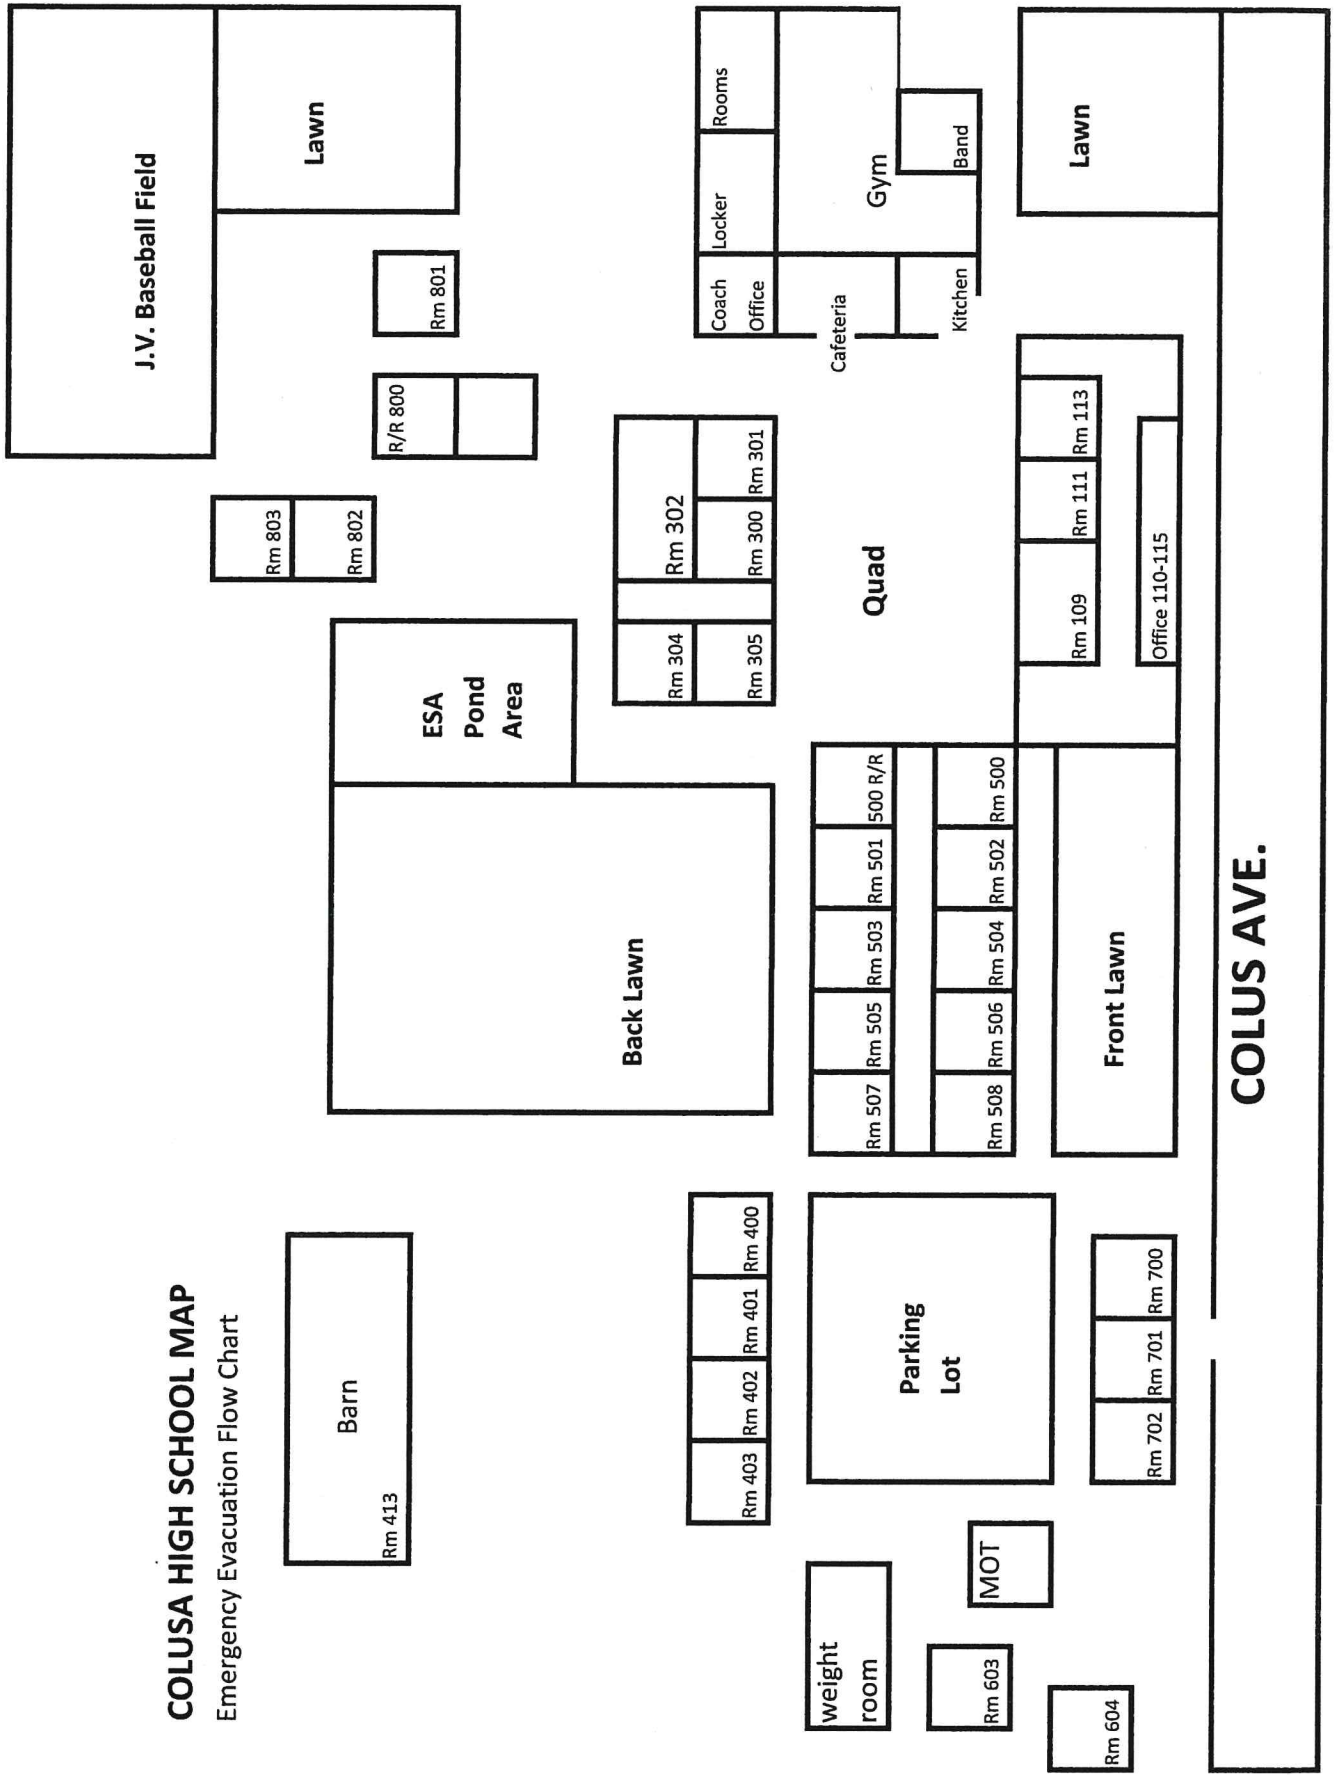 COLUSA HIGH SCHOOL MAP
Emergency Evacuation Flow Chart
J.V. Baseball Field
Lawn
Rm 803
Rm 802
R/R 800
Rm 801
Barn
Rm 413
ESA
Pond
Area
Back Lawn
Rm 304
Rm 305
Rm 302
Rm 300
Rm 301
Coach
Office
Locker
Rooms
Gym
Band
Cafeteria
Kitchen
Rm 403
Rm 402
Rm 401
Rm 400
Quad
Rm 507
Rm 505
Rm 503
Rm 501
500 R/R
Rm 508
Rm 506
Rm 504
Rm 502
Rm 500
weight
room
Parking
Lot
MOT
Rm 603
Rm 604
Rm 702
Rm 701
Rm 700
Front Lawn
Rm 109
Rm 111
Rm 113
Office 110-115
Lawn
COLUS AVE.